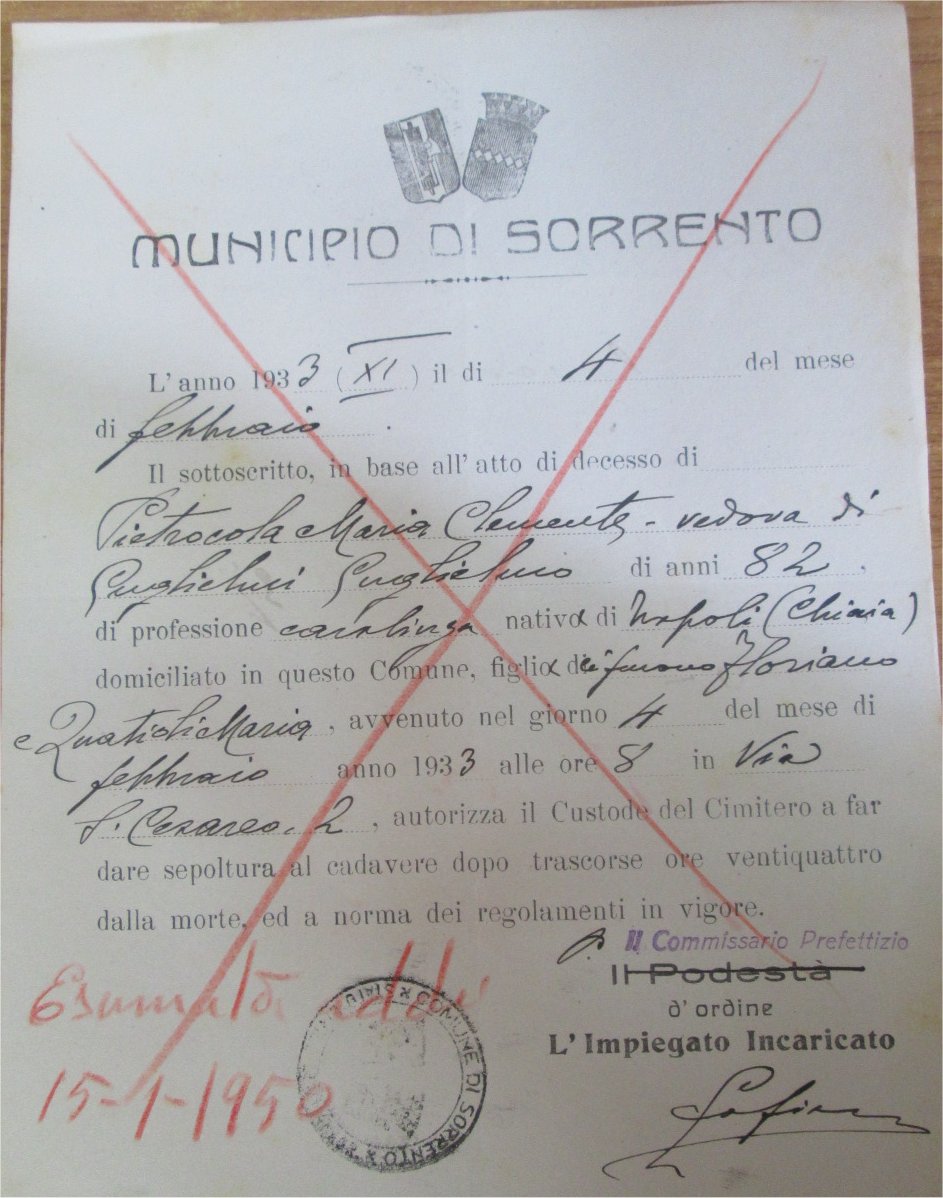 MUNICIPIO DI SORRENTO
L'anno 1933 (XI) il di 4 del mese
di febbraio.
Il sottoscritto, in base all'atto di decesso di
Pietrocola Maria Clementa - vedova di
Guglielmi Guglielmo di anni 82,
di professione casalinga nativa di Napoli (Chiaia)
domiciliato in questo Comune, figlia di furono Floriano
e Maria, avvenuto nel giorno 4 del mese di
febbraio anno 1933 alle ore 8 in Via
S. Cesareo, 2, autorizza il Custode del Cimitero a far
dare sepoltura al cadavere dopo trascorse ore ventiquattro
dalla morte, ed a norma dei regolamenti in vigore.
p. Il Commissario Prefettizio
Il Podestà
d'ordine
L'Impiegato Incaricato
Esumata addì
15-1-1950
COMUNE DI SORRENTO